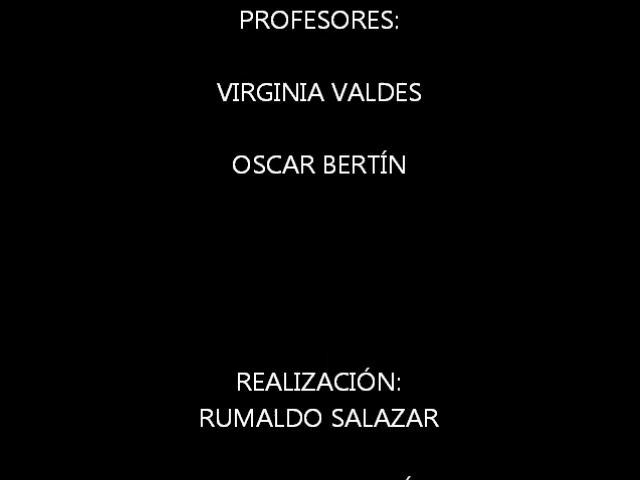 PROFESORES:
VIRGINIA VALDES
OSCAR BERTÍN
REALIZACIÓN:
RUMALDO SALAZAR